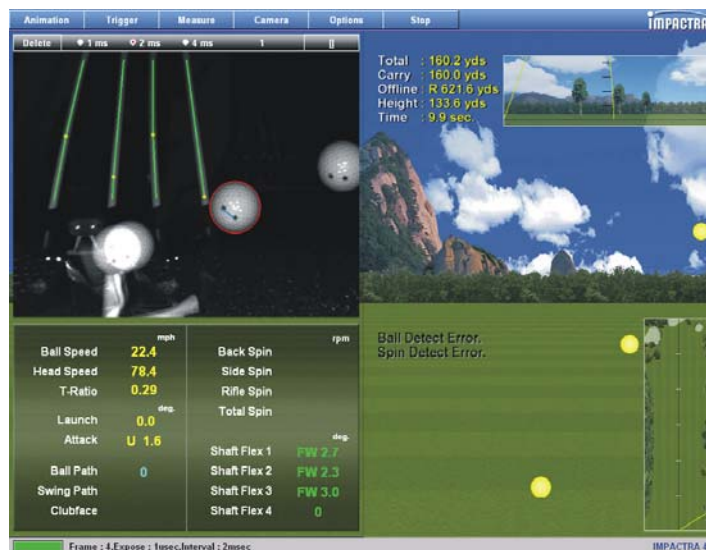 Animation Trigger Measure Camera Options Stop
IMPACTRA
Delete 1 ms 2 ms 4 ms 1 []
Total : 160.2 yds
Carry : 160.0 yds
Offline : R 621.6 yds
Height : 133.6 yds
Time : 9.9 sec.
Ball Detect Error.
Spin Detect Error.
mph
Ball Speed 22.4
Head Speed 78.4
T-Ratio 0.29
deg.
Launch 0.0
Attack U 1.6
Ball Path 0
Swing Path
Clubface
rpm
Back Spin
Side Spin
Rifle Spin
Total Spin
deg.
Shaft Flex 1 FW 2.7
Shaft Flex 2 FW 2.3
Shaft Flex 3 FW 3.0
Shaft Flex 4 0
Frame : 4,Expose : 1usec,Interval : 2msec
IMPACTRA